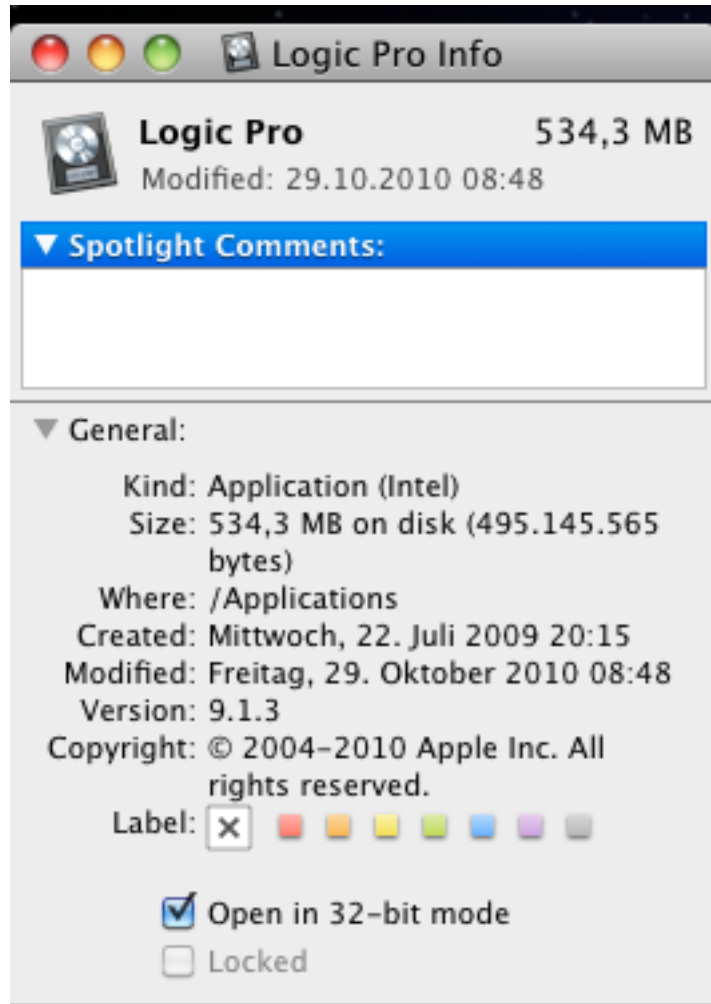 Logic Pro Info
Logic Pro 534,3 MB
Modified: 29.10.2010 08:48
Spotlight Comments:
General:
Kind: Application (Intel)
Size: 534,3 MB on disk (495.145.565
bytes)
Where: /Applications
Created: Mittwoch, 22. Juli 2009 20:15
Modified: Freitag, 29. Oktober 2010 08:48
Version: 9.1.3
Copyright: © 2004–2010 Apple Inc. All
rights reserved.
Label:
Open in 32-bit mode
Locked